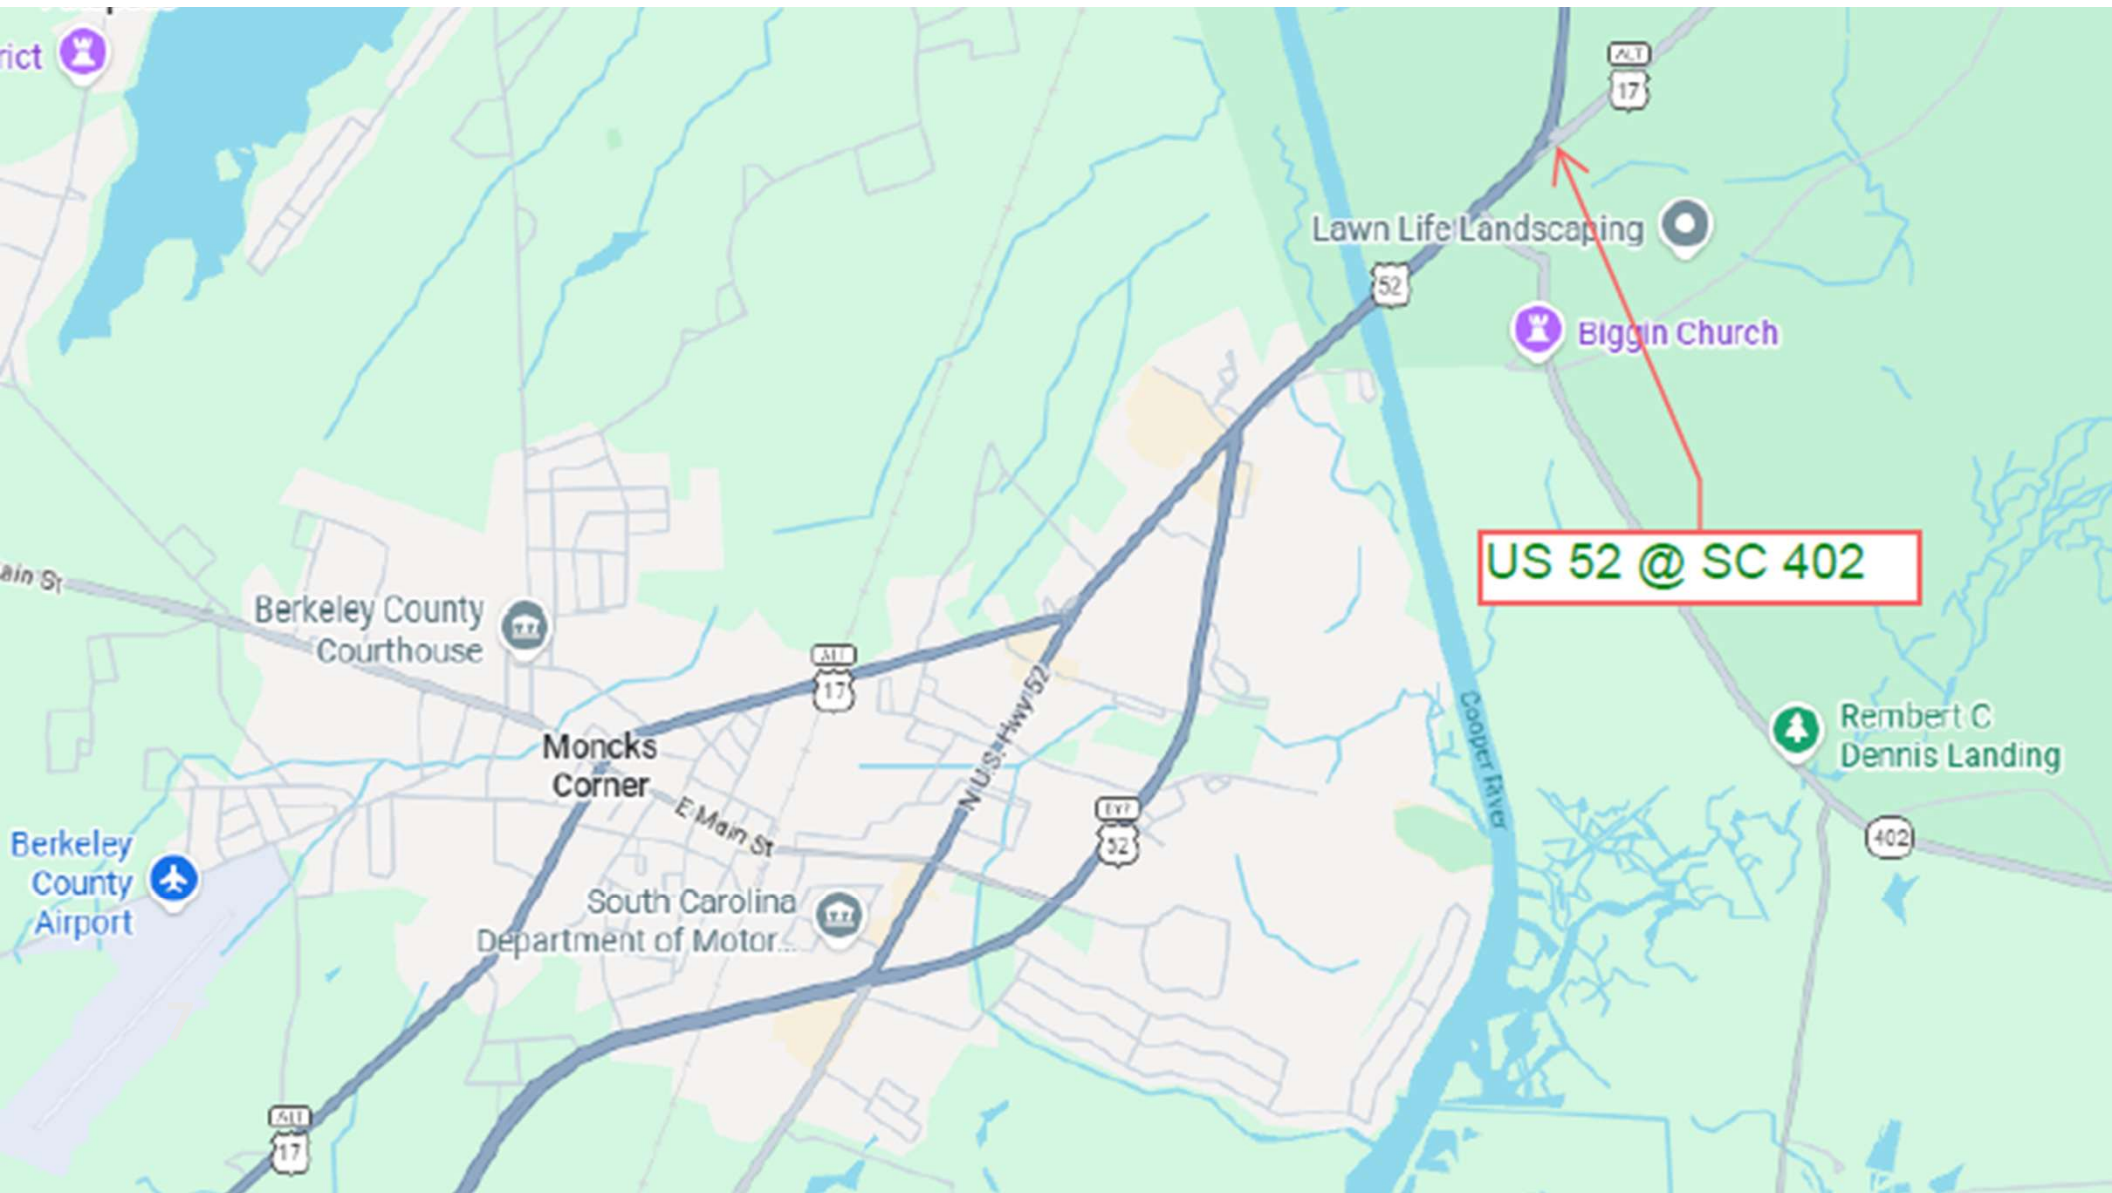 rict
ALT
17
Lawn Life Landscaping
52
Biggin Church
US 52 @ SC 402
ain St
Berkeley County
Courthouse
ALT
17
N U.S. Hwy 52
Cooper River
Rembert C
Dennis Landing
Moncks
Corner
E Main St
BYP
52
402
Berkeley
County
Airport
South Carolina
Department of Motor...
ALT
17